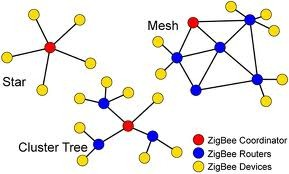 Mesh
Star
Cluster Tree
ZigBee Coordinator
ZigBee Routers
ZigBee Devices